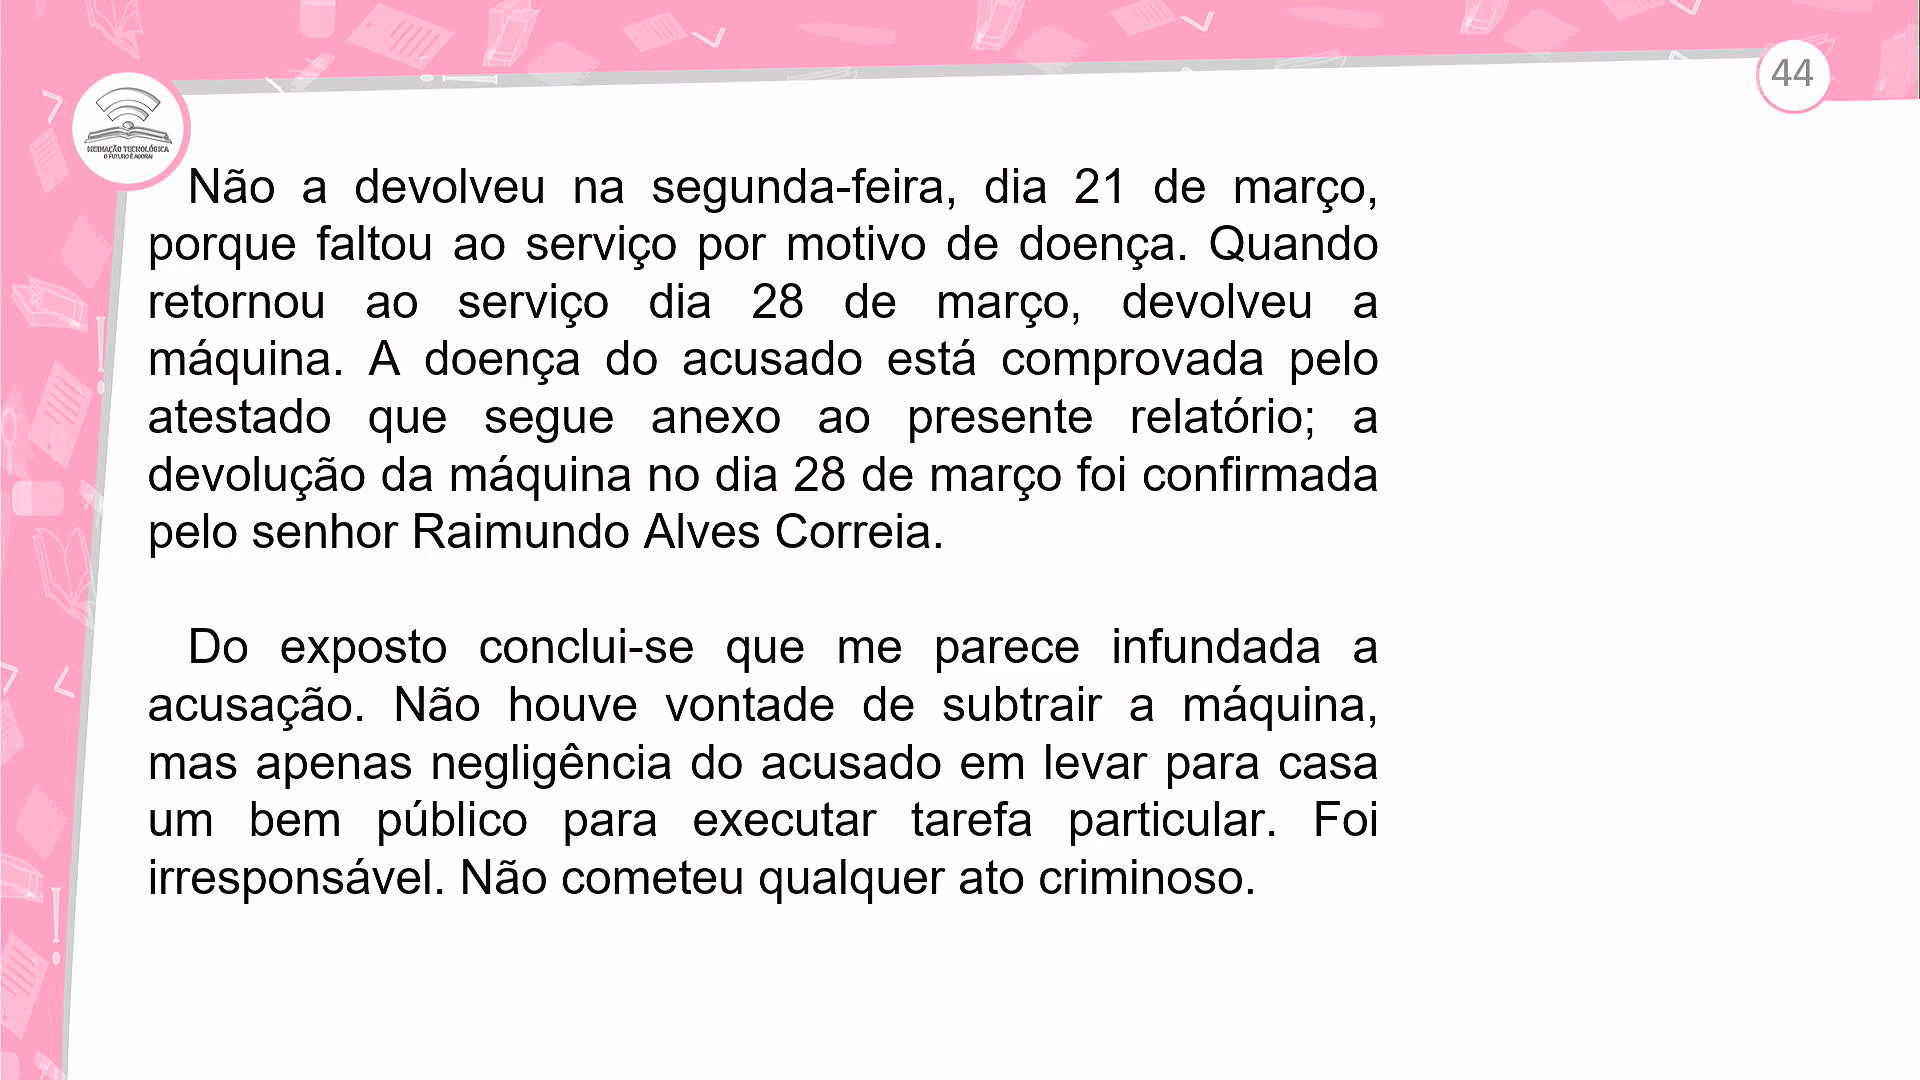 44
MEDIAÇÃO TECNOLÓGICA
O FUTURO É AGORA!
Não a devolveu na segunda-feira, dia 21 de março,
porque faltou ao serviço por motivo de doença. Quando
retornou ao serviço dia 28 de março, devolveu a
máquina. A doença do acusado está comprovada pelo
atestado que segue anexo ao presente relatório; a
devolução da máquina no dia 28 de março foi confirmada
pelo senhor Raimundo Alves Correia.
Do exposto conclui-se que me parece infundada a
acusação. Não houve vontade de subtrair a máquina,
mas apenas negligência do acusado em levar para casa
um bem público para executar tarefa particular. Foi
irresponsável. Não cometeu qualquer ato criminoso.